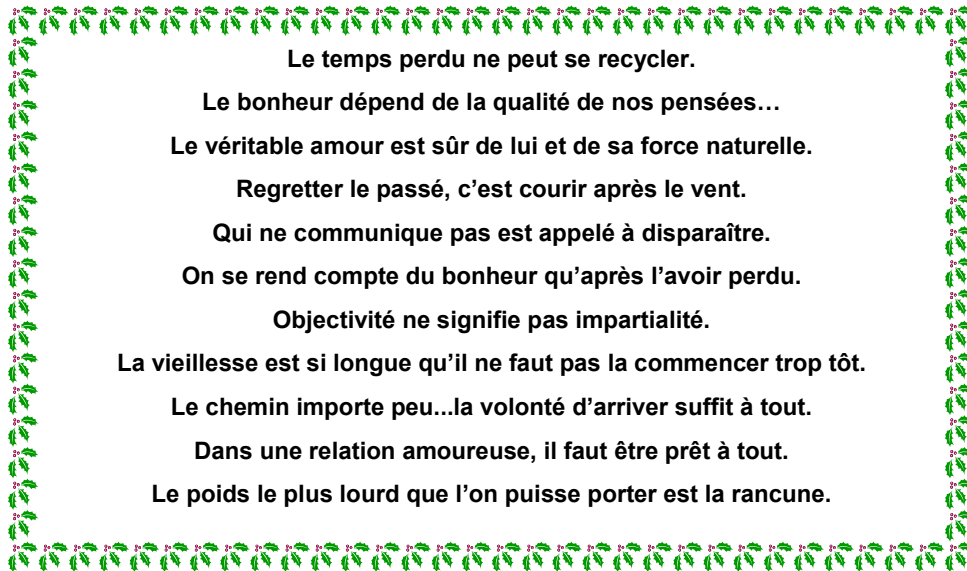 Le temps perdu ne peut se recycler.
Le bonheur dépend de la qualité de nos pensées…
Le véritable amour est sûr de lui et de sa force naturelle.
Regretter le passé, c’est courir après le vent.
Qui ne communique pas est appelé à disparaître.
On se rend compte du bonheur qu’après l’avoir perdu.
Objectivité ne signifie pas impartialité.
La vieillesse est si longue qu’il ne faut pas la commencer trop tôt.
Le chemin importe peu...la volonté d’arriver suffit à tout.
Dans une relation amoureuse, il faut être prêt à tout.
Le poids le plus lourd que l’on puisse porter est la rancune.